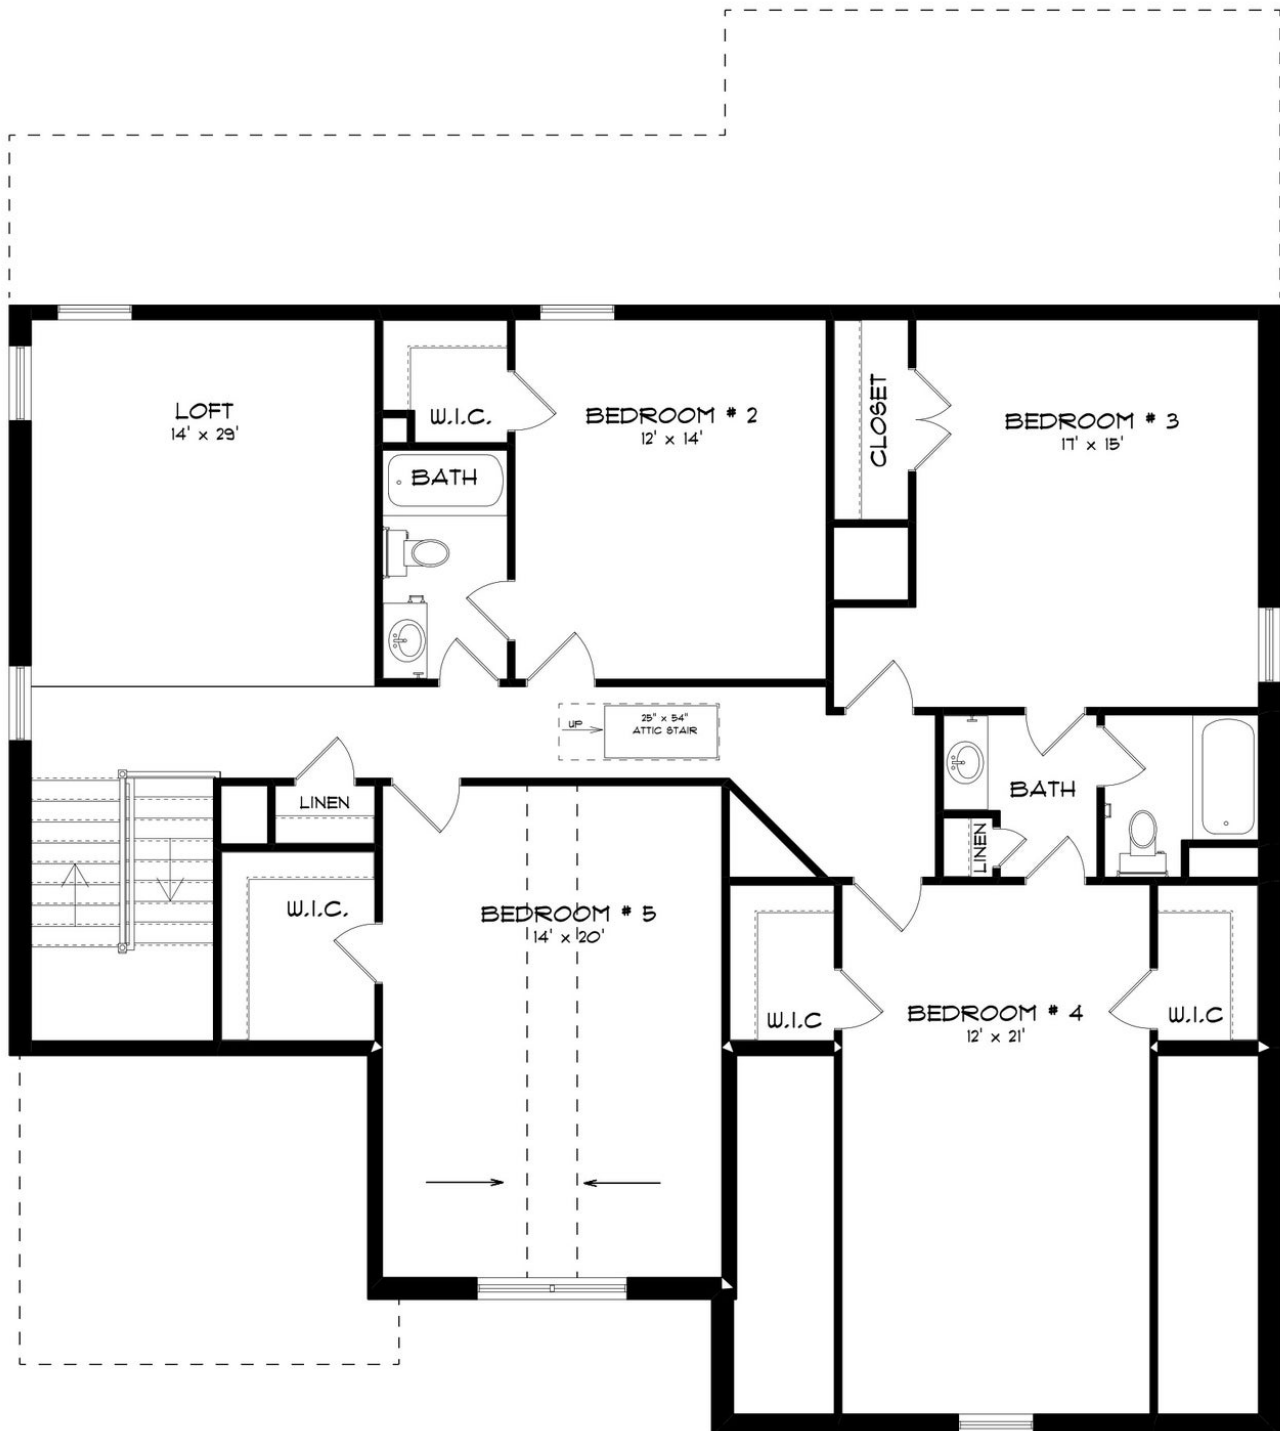 LOFT
14' x 29'
W.I.C.
BEDROOM # 2
12' x 14'
CLOSET
BEDROOM # 3
17' x 15'
BATH
UP
25" x 54"
ATTIC STAIR
LINEN
BATH
LINEN
W.I.C.
BEDROOM # 5
14' x 20'
W.I.C
BEDROOM # 4
12' x 21'
W.I.C